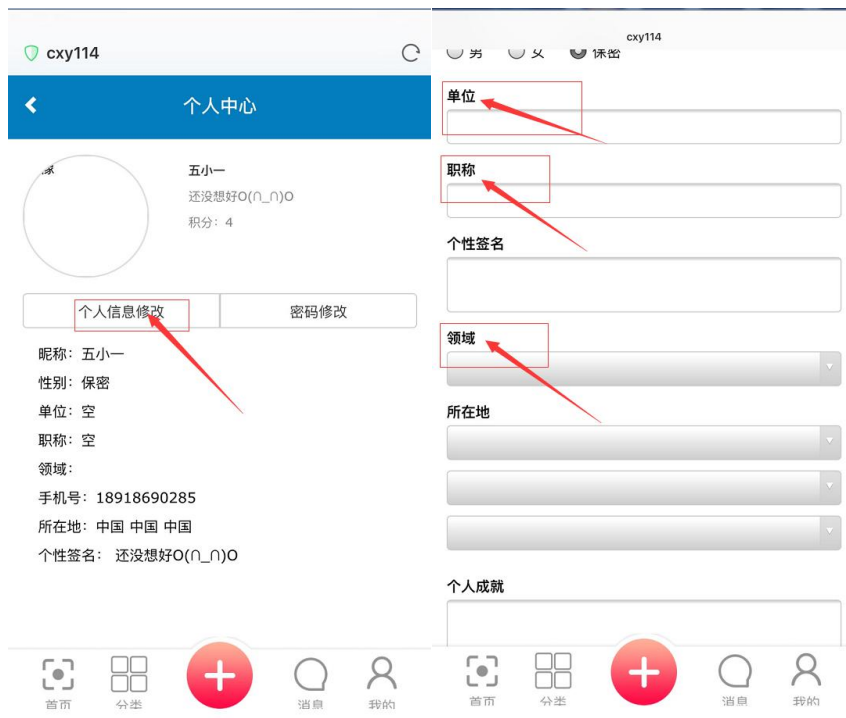 cxy114
个人中心
五小一
还没想好O(∩_∩)O
积分：4
个人信息修改
密码修改
昵称：五小一
性别：保密
单位：空
职称：空
领域：
手机号：18918690285
所在地：中国 中国 中国
个性签名： 还没想好O(∩_∩)O
首页
分类
消息
我的
cxy114
男
女
保密
单位
职称
个性签名
领域
所在地
个人成就
首页
分类
消息
我的